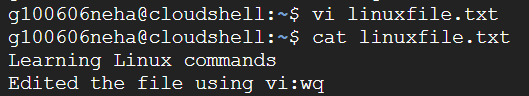 g100606neha@cloudshell:~$ vi linuxfile.txt
g100606neha@cloudshell:~$ cat linuxfile.txt
Learning Linux commands
Edited the file using vi:wq